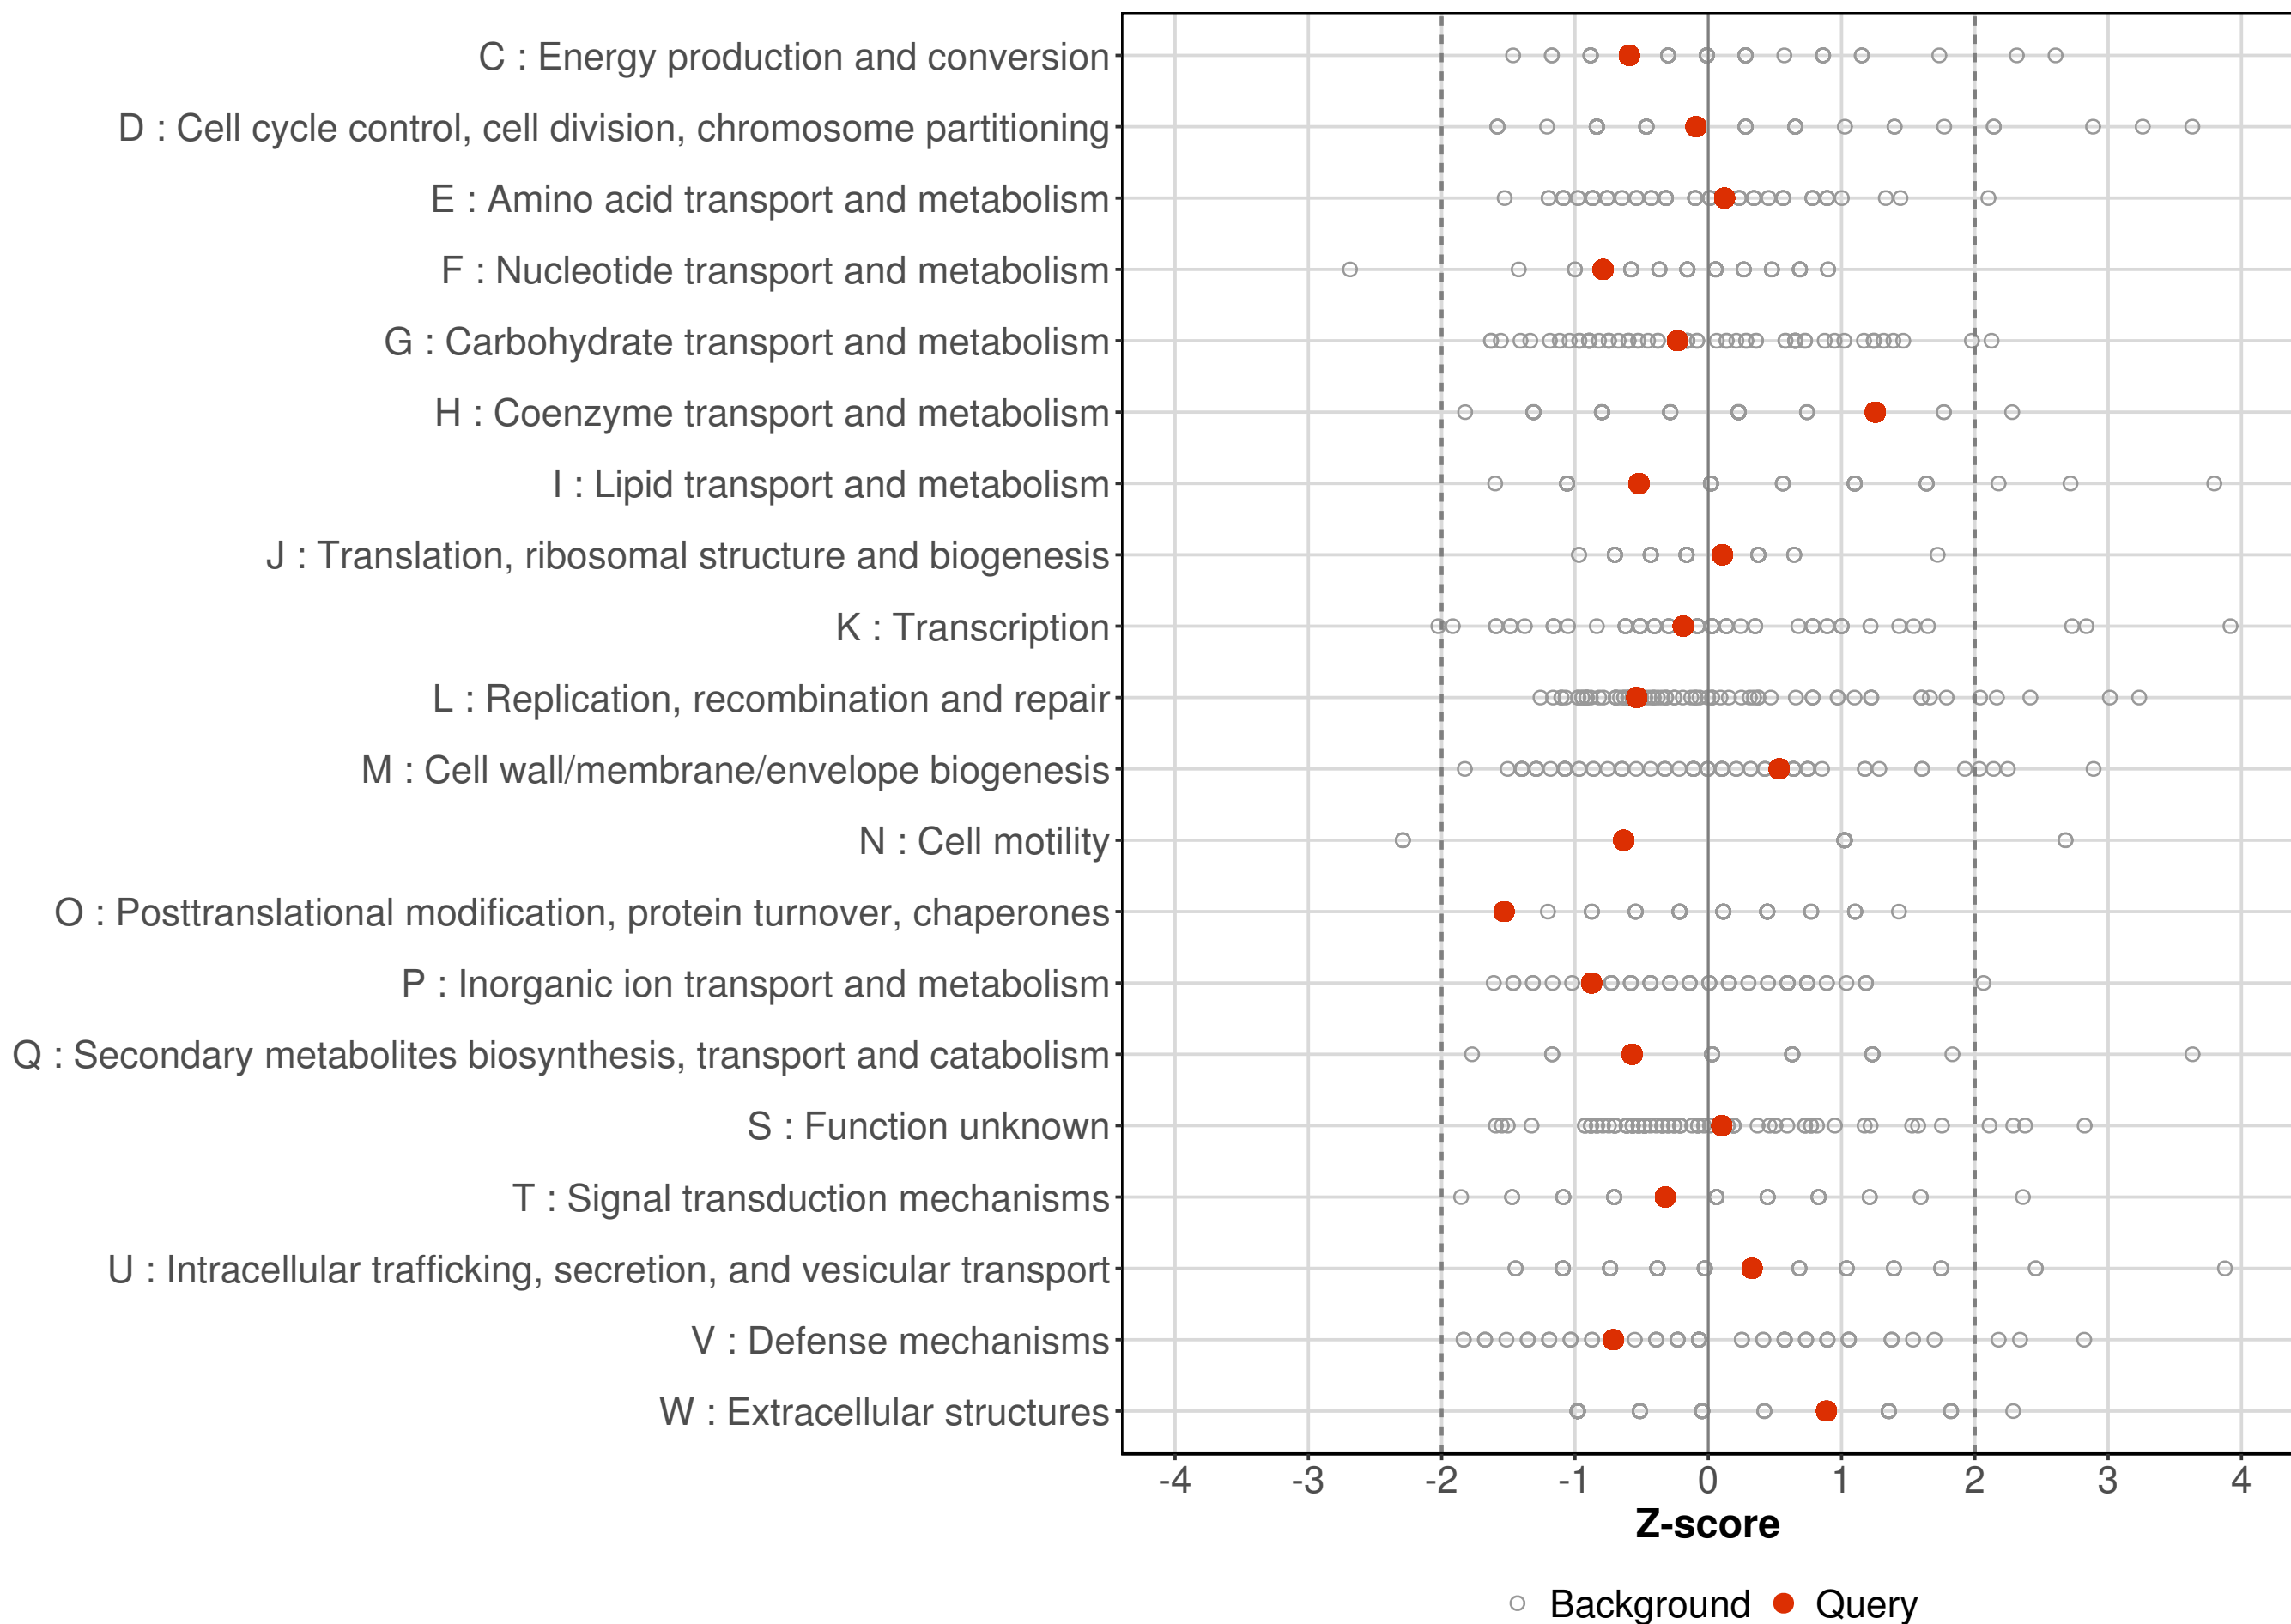 C : Energy production and conversion
D : Cell cycle control, cell division, chromosome partitioning
E : Amino acid transport and metabolism
F : Nucleotide transport and metabolism
G : Carbohydrate transport and metabolism
H : Coenzyme transport and metabolism
I : Lipid transport and metabolism
J : Translation, ribosomal structure and biogenesis
K : Transcription
L : Replication, recombination and repair
M : Cell wall/membrane/envelope biogenesis
N : Cell motility
O : Posttranslational modification, protein turnover, chaperones
P : Inorganic ion transport and metabolism
Q : Secondary metabolites biosynthesis, transport and catabolism
S : Function unknown
T : Signal transduction mechanisms
U : Intracellular trafficking, secretion, and vesicular transport
V : Defense mechanisms
W : Extracellular structures
-4 -3 -2 -1 0 1 2 3 4
Z-score
Background Query